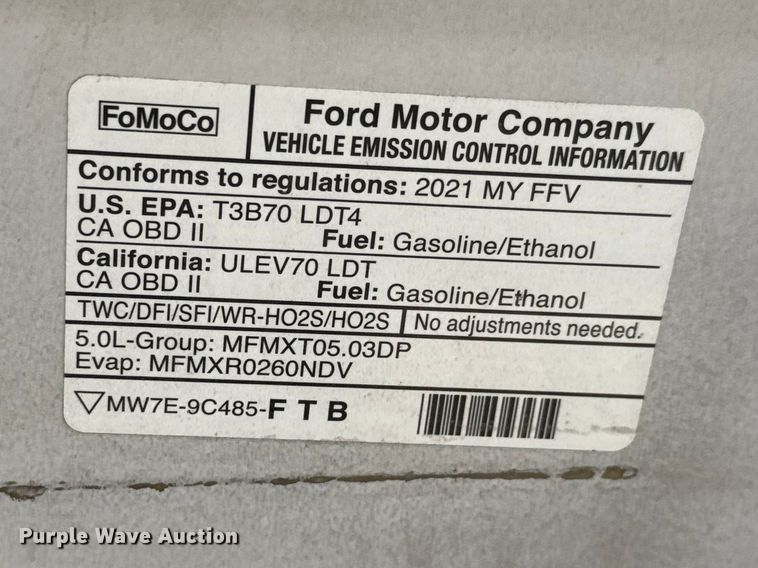 FoMoCo
Ford Motor Company
VEHICLE EMISSION CONTROL INFORMATION
Conforms to regulations: 2021 MY FFV
U.S. EPA: T3B70 LDT4
CA OBD II Fuel: Gasoline/Ethanol
California: ULEV70 LDT
CA OBD II Fuel: Gasoline/Ethanol
TWC/DFI/SFI/WR-HO2S/HO2S No adjustments needed.
5.0L-Group: MFMXT05.03DP
Evap: MFMXR0260NDV
MW7E-9C485-F T B
Purple Wave Auction